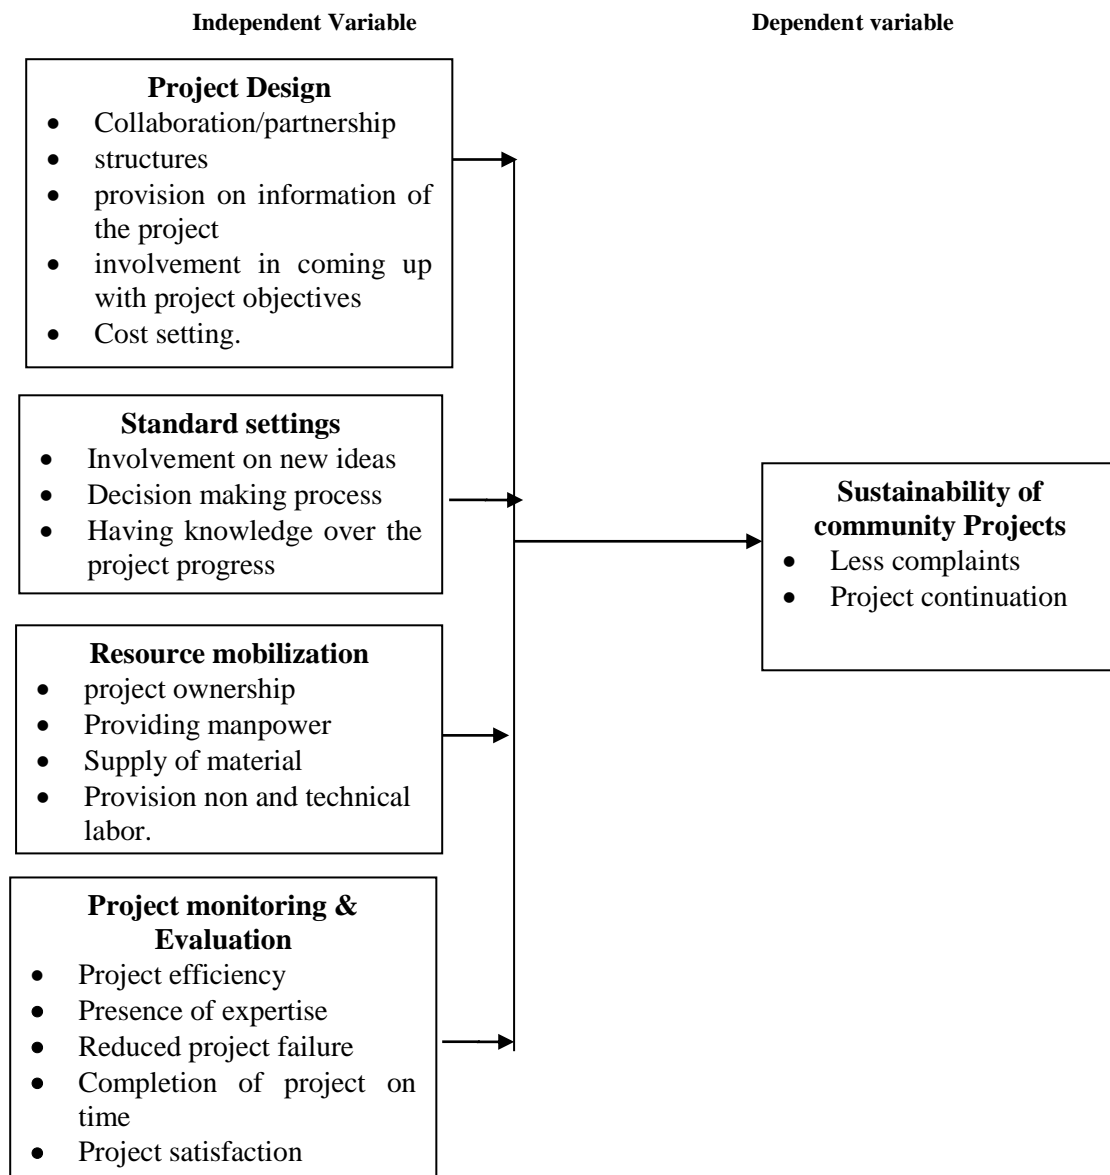 Independent Variable
Dependent variable
Project Design
• Collaboration/partnership
• structures
• provision on information of
the project
• involvement in coming up
with project objectives
• Cost setting.
Standard settings
• Involvement on new ideas
• Decision making process
• Having knowledge over the
project progress
Resource mobilization
• project ownership
• Providing manpower
• Supply of material
• Provision non and technical
labor.
Project monitoring &
Evaluation
• Project efficiency
• Presence of expertise
• Reduced project failure
• Completion of project on
time
• Project satisfaction
Sustainability of
community Projects
• Less complaints
• Project continuation